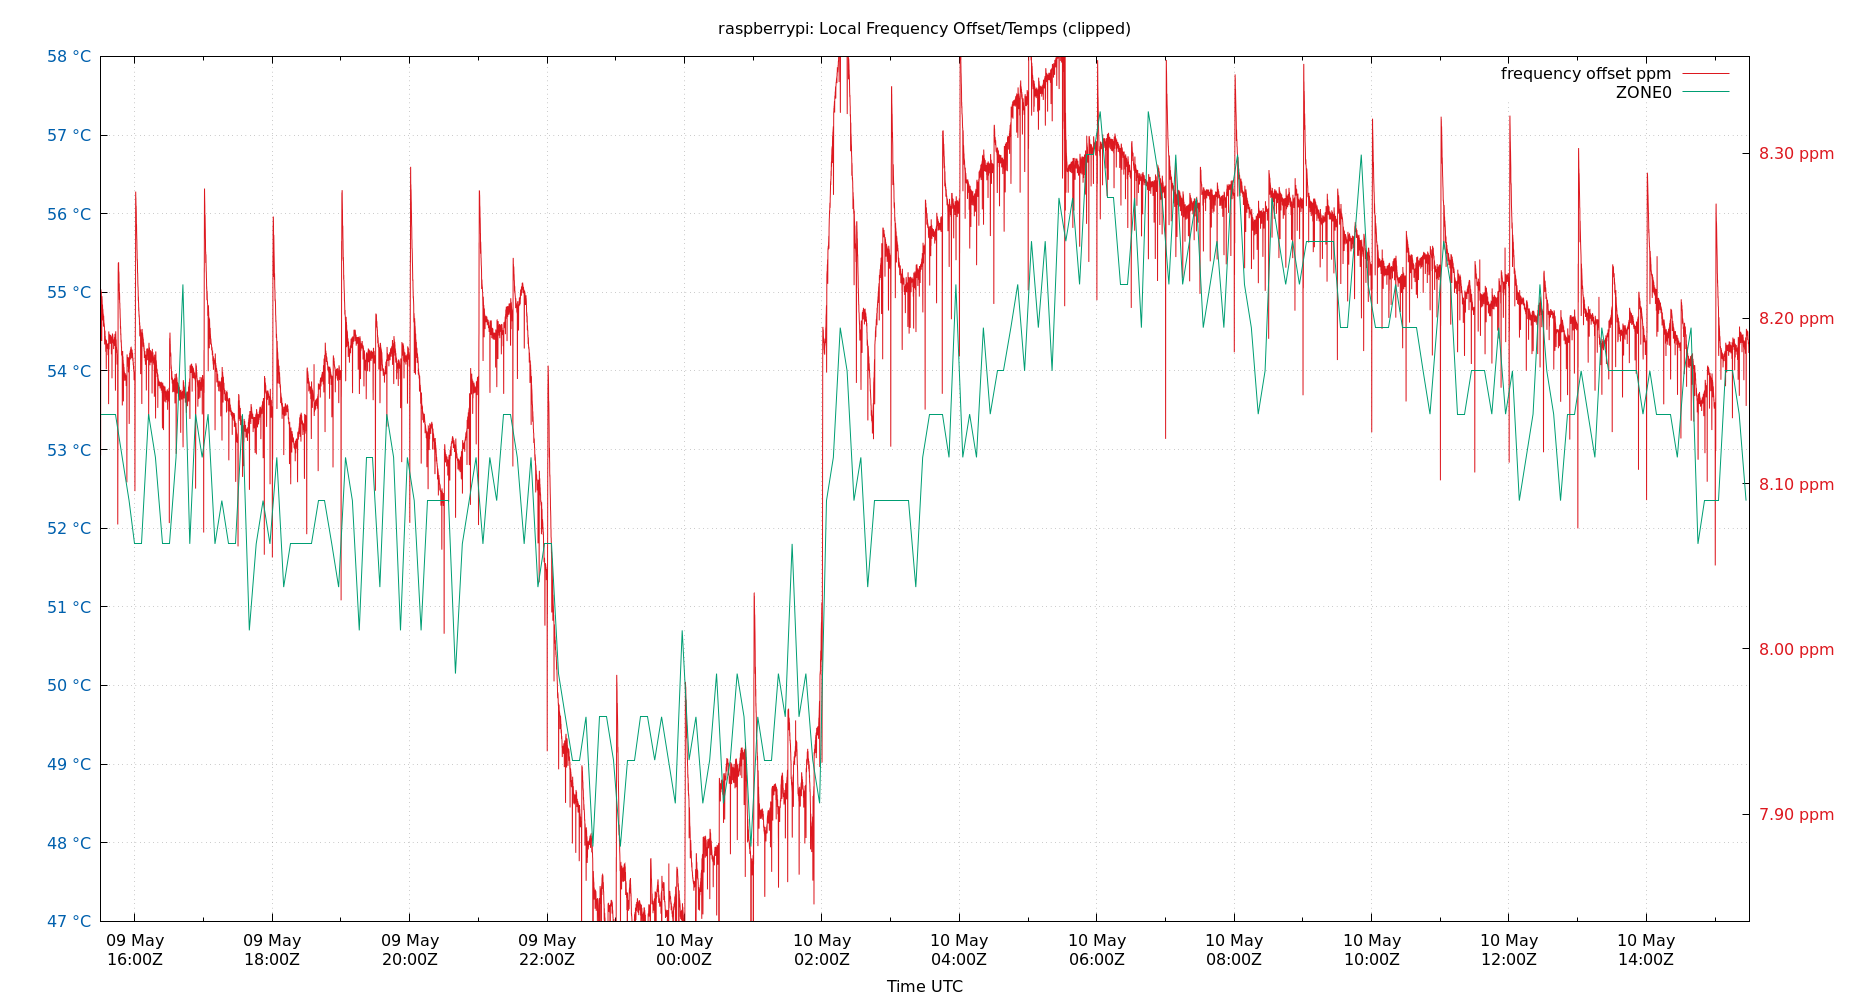 raspberrypi: Local Frequency Offset/Temps (clipped)
58 °C
57 °C
56 °C
55 °C
54 °C
53 °C
52 °C
51 °C
50 °C
49 °C
48 °C
47 °C
frequency offset ppm
ZONE0
8.30 ppm
8.20 ppm
8.10 ppm
8.00 ppm
7.90 ppm
09 May 09 May 09 May 09 May 10 May 10 May 10 May 10 May 10 May 10 May 10 May 10 May
16:00Z 18:00Z 20:00Z 22:00Z 00:00Z 02:00Z 04:00Z 06:00Z 08:00Z 10:00Z 12:00Z 14:00Z
Time UTC